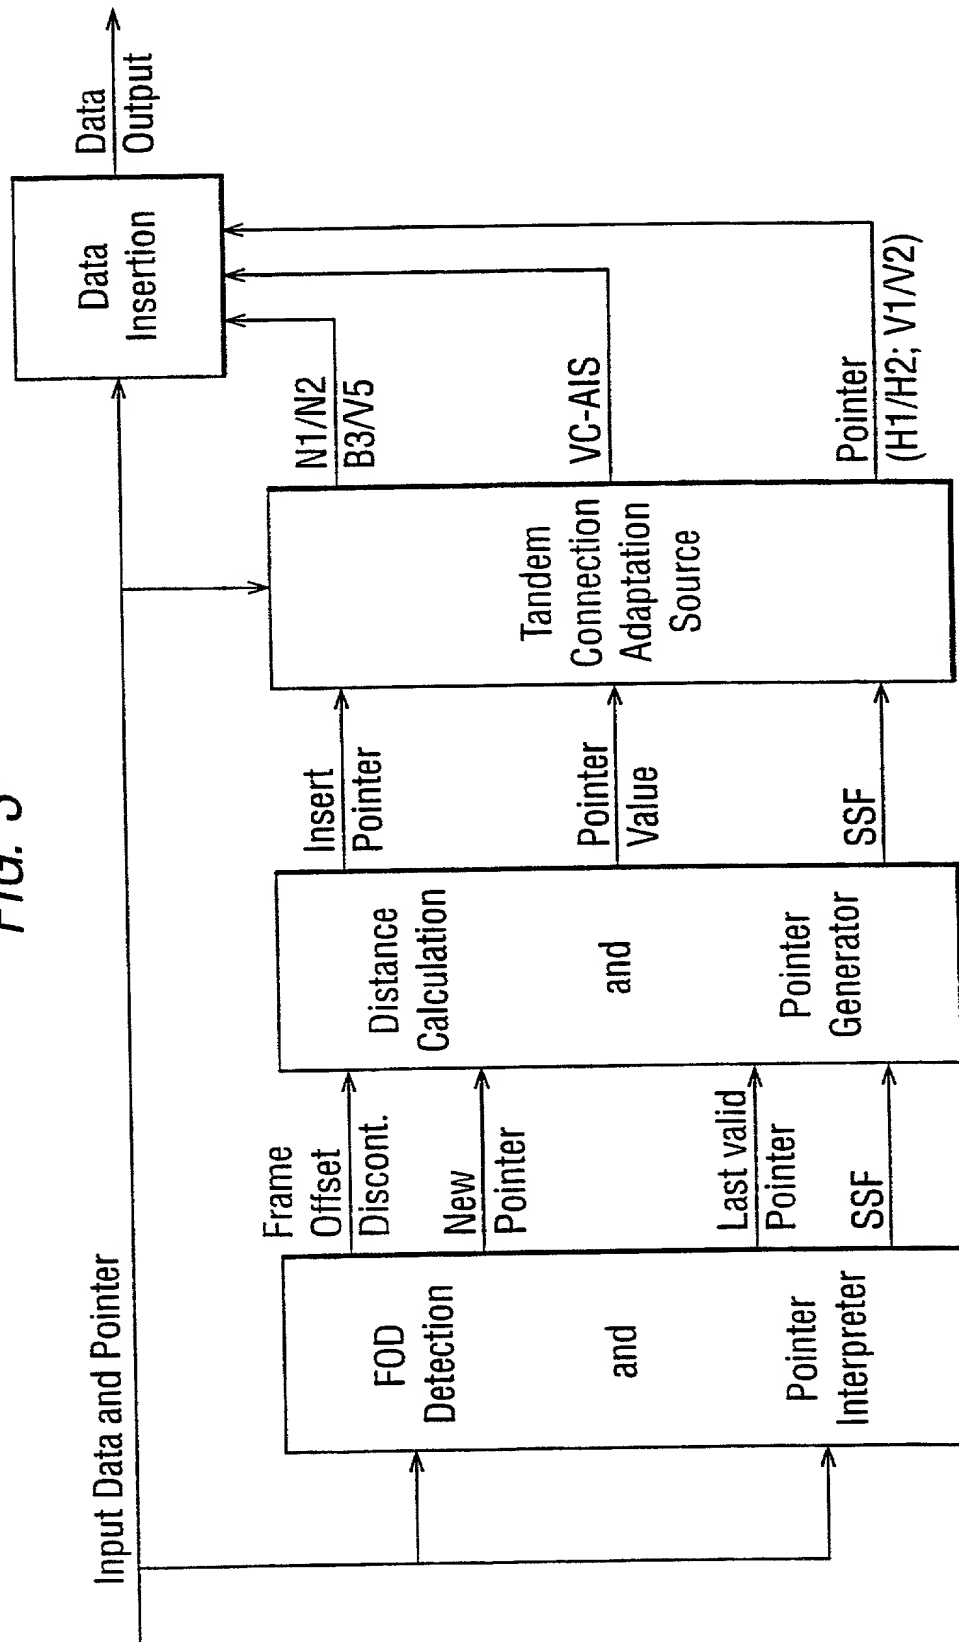 FIG. 3
Input Data and Pointer
FOD
Detection
and
Pointer
Interpreter
Frame
Offset
Discont.
New
Pointer
Last valid
Pointer
SSF
Distance
Calculation
and
Pointer
Generator
Insert
Pointer
Pointer
Value
SSF
Tandem
Connection
Adaptation
Source
N1/N2
B3/V5
VC-AIS
Pointer
(H1/H2; V1/V2)
Data
Insertion
Data
Output